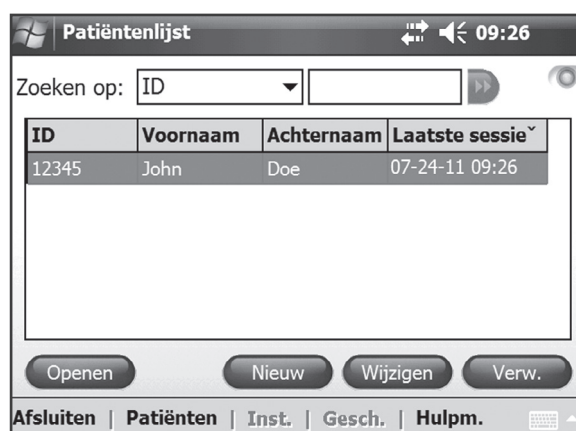 Patiëntenlijst 09:26
Zoeken op: ID
ID Voornaam Achternaam Laatste sessie
12345 John Doe 07-24-11 09:26
Openen Nieuw Wijzigen Verw.
Afsluiten | Patiënten | Inst. | Gesch. | Hulpm.